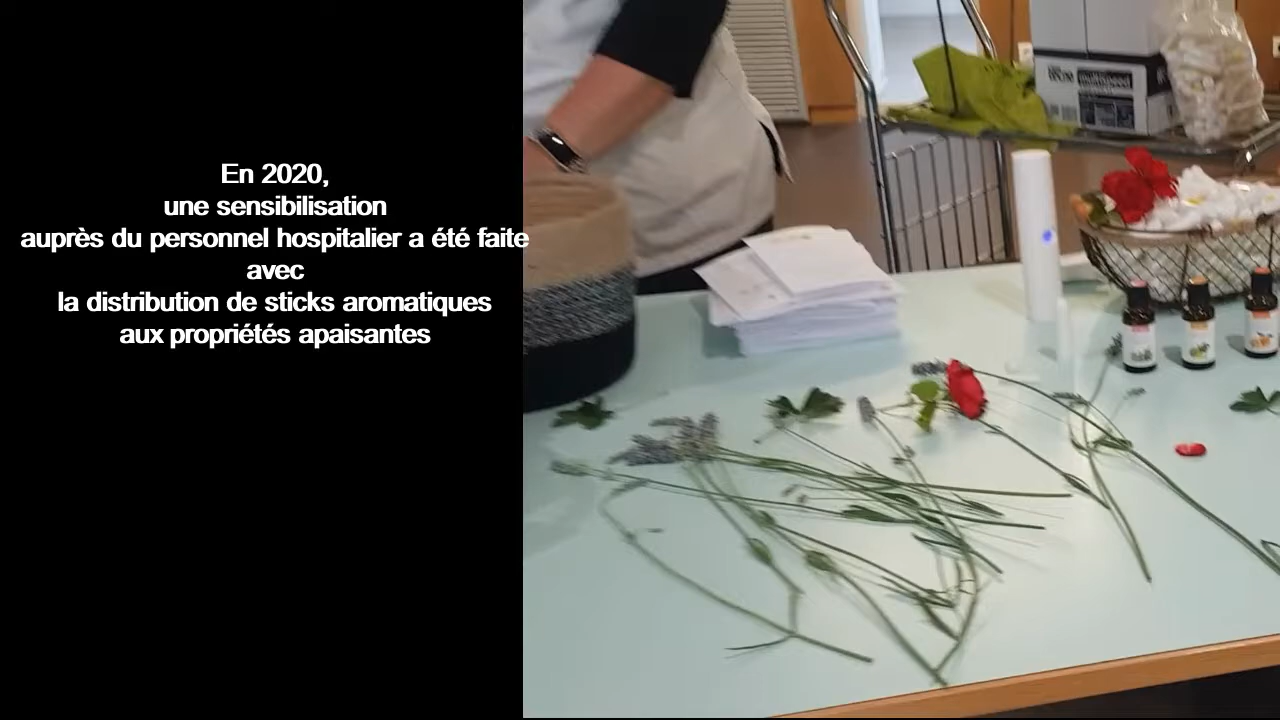 En 2020,
une sensibilisation
auprès du personnel hospitalier a été faite
avec
la distribution de sticks aromatiques
aux propriétés apaisantes
multispeed